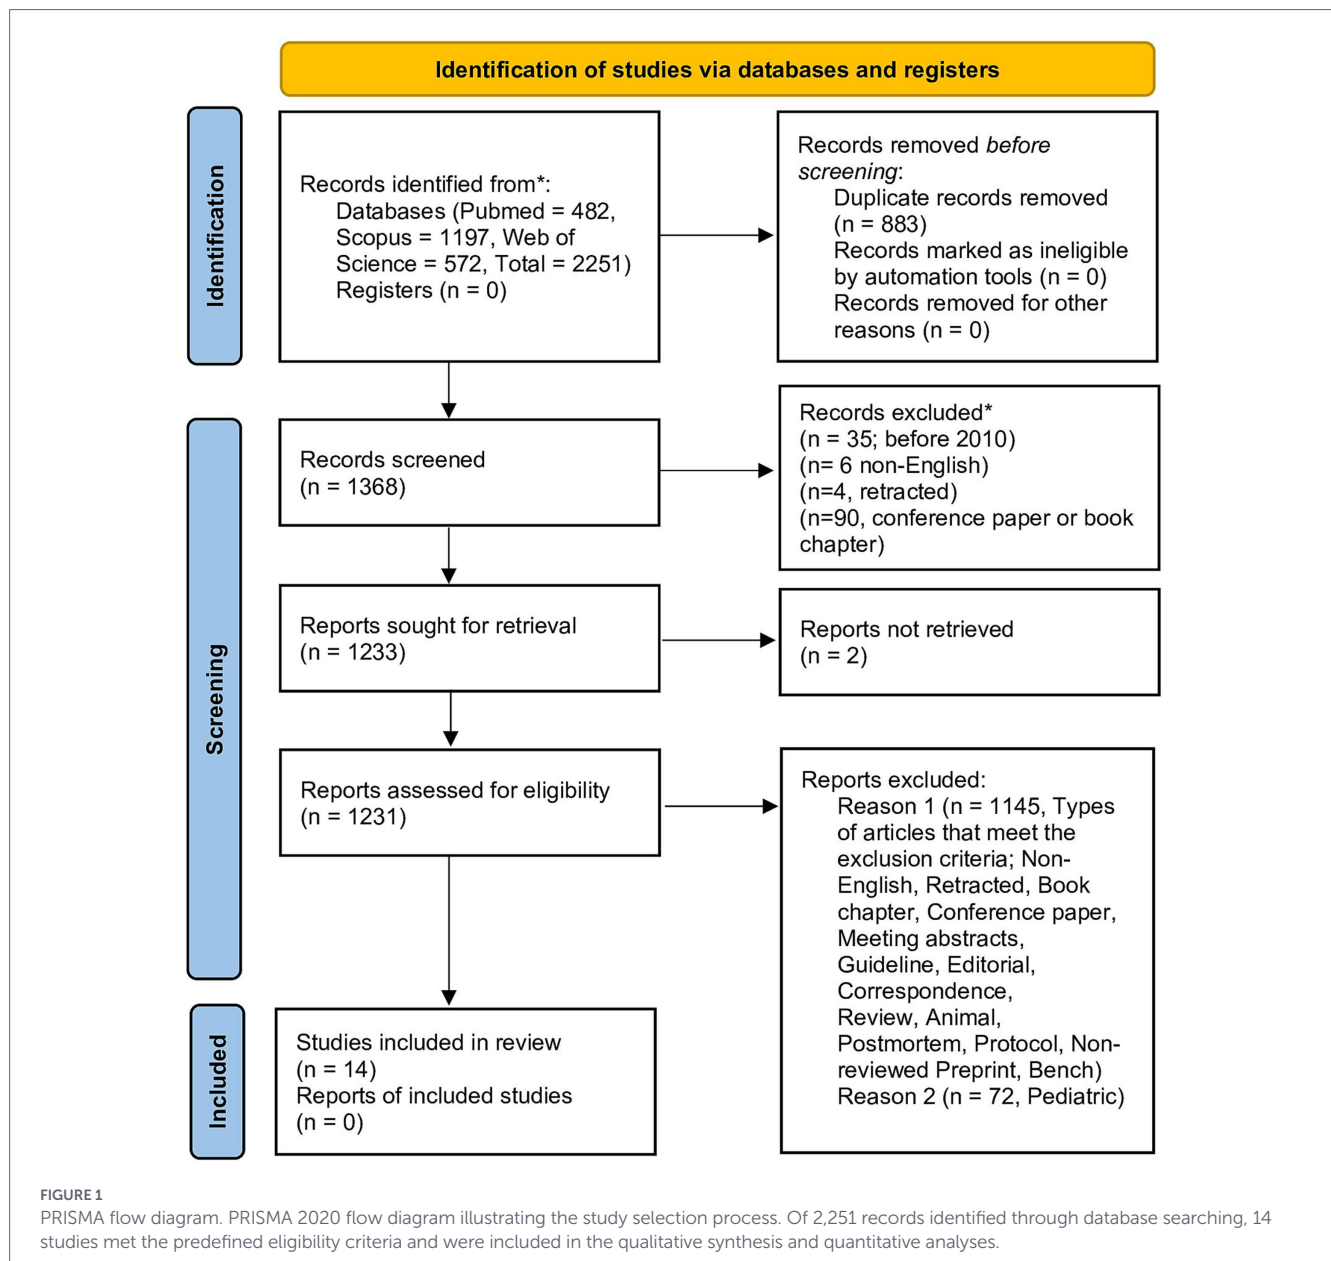 Identification of studies via databases and registers
Identification
Records identified from*:
Databases (Pubmed = 482,
Scopus = 1197, Web of
Science = 572, Total = 2251)
Registers (n = 0)
Records removed before
screening:
Duplicate records removed
(n = 883)
Records marked as ineligible
by automation tools (n = 0)
Records removed for other
reasons (n = 0)
Screening
Records screened
(n = 1368)
Records excluded*
(n = 35; before 2010)
(n= 6 non-English)
(n=4, retracted)
(n=90, conference paper or book
chapter)
Reports sought for retrieval
(n = 1233)
Reports not retrieved
(n = 2)
Reports assessed for eligibility
(n = 1231)
Reports excluded:
Reason 1 (n = 1145, Types
of articles that meet the
exclusion criteria; Non-
English, Retracted, Book
chapter, Conference paper,
Meeting abstracts,
Guideline, Editorial,
Correspondence,
Review, Animal,
Postmortem, Protocol, Non-
reviewed Preprint, Bench)
Reason 2 (n = 72, Pediatric)
Included
Studies included in review
(n = 14)
Reports of included studies
(n = 0)
FIGURE 1
PRISMA flow diagram. PRISMA 2020 flow diagram illustrating the study selection process. Of 2,251 records identified through database searching, 14
studies met the predefined eligibility criteria and were included in the qualitative synthesis and quantitative analyses.